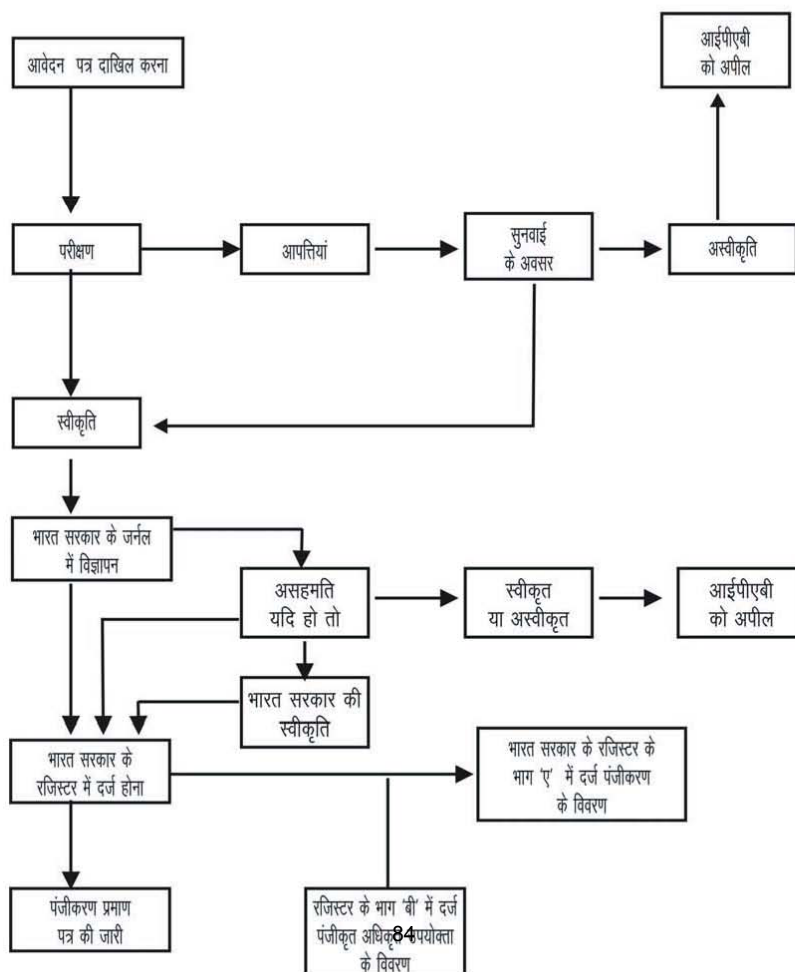 आवेदन पत्र दाखिल करना
आईपीएबी
को अपील
परीक्षण
आपत्तियां
सुनवाई
के अवसर
अस्वीकृति
स्वीकृति
भारत सरकार के जर्नल
में विज्ञापन
असहमति
यदि हो तो
स्वीकृत
या अस्वीकृत
आईपीएबी
को अपील
भारत सरकार की
स्वीकृति
भारत सरकार के
रजिस्टर में दर्ज होना
भारत सरकार के रजिस्टर के
भाग 'ए' में दर्ज पंजीकरण
के विवरण
पंजीकरण प्रमाण
पत्र की जारी
रजिस्टर के भाग 'बी' में दर्ज
पंजीकृत अधिकृत उपयोक्ता
के विवरण
84